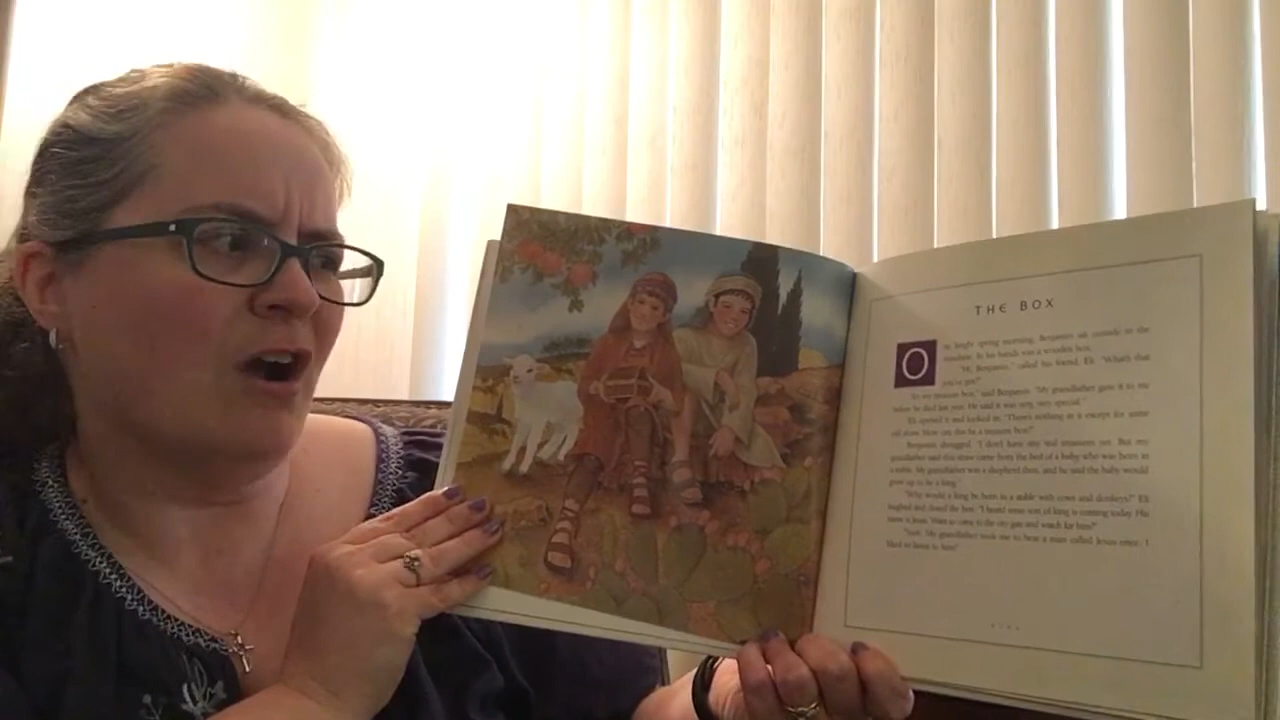 THE BOX
One bright spring morning, Benjamin sat outside in the
sunshine. In his hands was a wooden box.
"Hi, Benjamin," called his friend, Eli. "What's that
you've got?"
"It's my treasure box," said Benjamin. "My grandfather gave it to me
before he died last year. He said it was very, very special."
Eli opened it and looked in. "There's nothing in it except for some
old straw. How can this be a treasure box?"
Benjamin shrugged. "I don't have any real treasures yet. But my
grandfather said this straw came from the bed of a baby who was born in
a stable. My grandfather was a shepherd then, and he said the baby would
grow up to be a king."
"Why would a king be born in a stable with cows and donkeys?" Eli
laughed and closed the box. "I heard some sort of king is coming today. His
name is Jesus. Want to come to the city gate and watch for him?"
"Sure. My grandfather took me to hear a man called Jesus once. I
liked to listen to him."